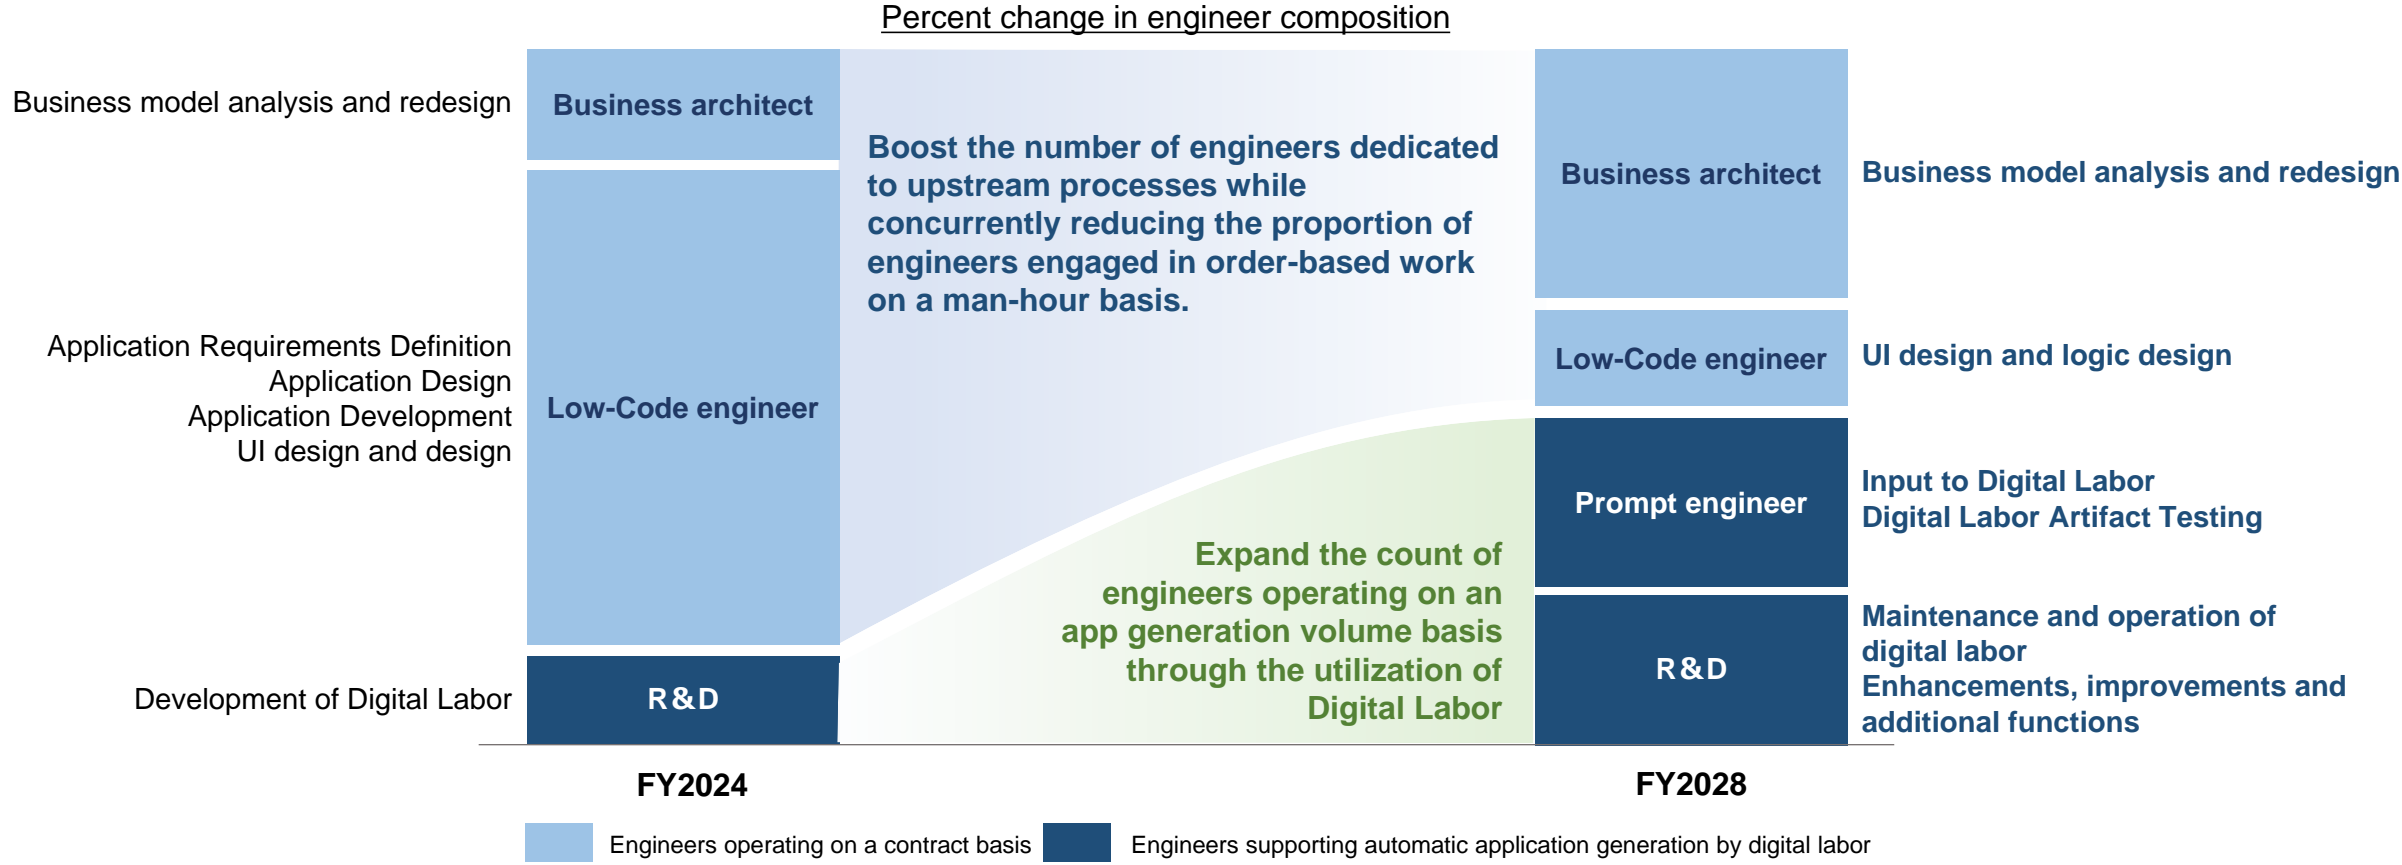 Percent change in engineer composition
Business model analysis and redesign
Business architect
Application Requirements Definition
Application Design
Application Development
UI design and design
Low-Code engineer
Development of Digital Labor
R&D
FY2024
Boost the number of engineers dedicated
to upstream processes while
concurrently reducing the proportion of
engineers engaged in order-based work
on a man-hour basis.
Expand the count of
engineers operating on an
app generation volume basis
through the utilization of
Digital Labor
Business architect
Business model analysis and redesign
Low-Code engineer
UI design and logic design
Prompt engineer
Input to Digital Labor
Digital Labor Artifact Testing
R&D
Maintenance and operation of
digital labor
Enhancements, improvements and
additional functions
FY2028
Engineers operating on a contract basis
Engineers supporting automatic application generation by digital labor